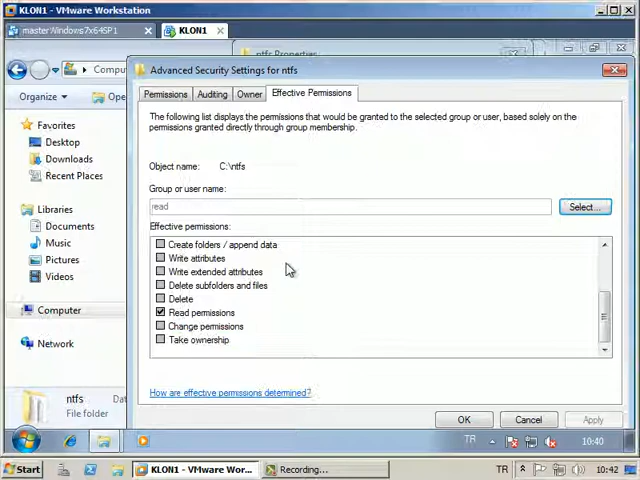 KLON1 - VMware Workstation
master:Windows7x64SP1
KLON1
ntfs Properties
Advanced Security Settings for ntfs
Compu
Organize
Op
Permissions
Auditing
Owner
Effective Permissions
The following list displays the permissions that would be granted to the selected group or user, based solely on the
permissions granted directly through group membership.
Favorites
Desktop
Downloads
Recent Places
Libraries
Documents
Music
Pictures
Videos
Computer
Network
Object name: C:\ntfs
Group or user name:
read
Select...
Effective permissions:
Create folders / append data
Write attributes
Write extended attributes
Delete subfolders and files
Delete
Read permissions
Change permissions
Take ownership
How are effective permissions determined?
ntfs
File folder
Dat
OK
Cancel
Apply
TR
10:40
Start
KLON1 - VMware Wor...
Recording...
TR
10:42